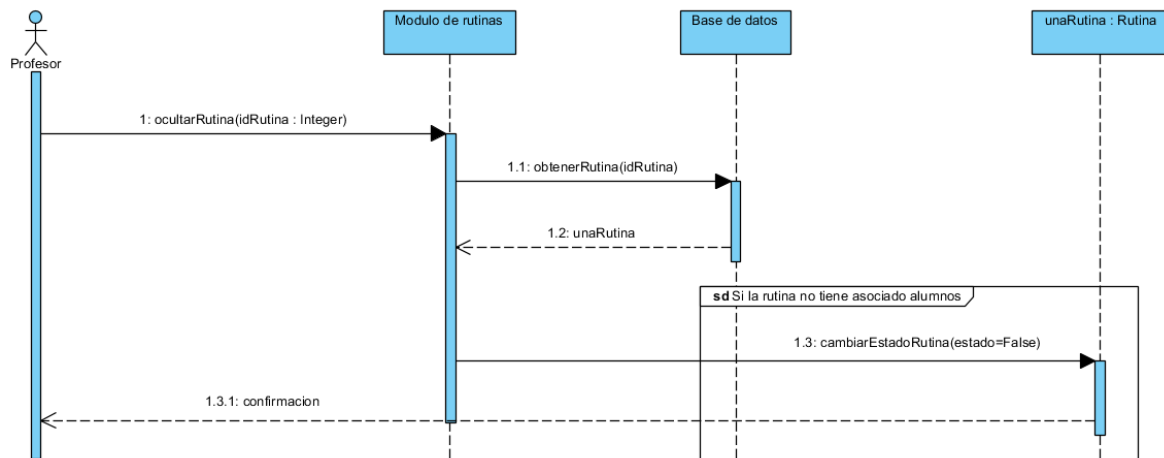 Profesor
Modulo de rutinas
Base de datos
unaRutina : Rutina
1: ocultarRutina(idRutina : Integer)
1.1: obtenerRutina(idRutina)
1.2: unaRutina
sd Si la rutina no tiene asociado alumnos
1.3: cambiarEstadoRutina(estado=False)
1.3.1: confirmacion